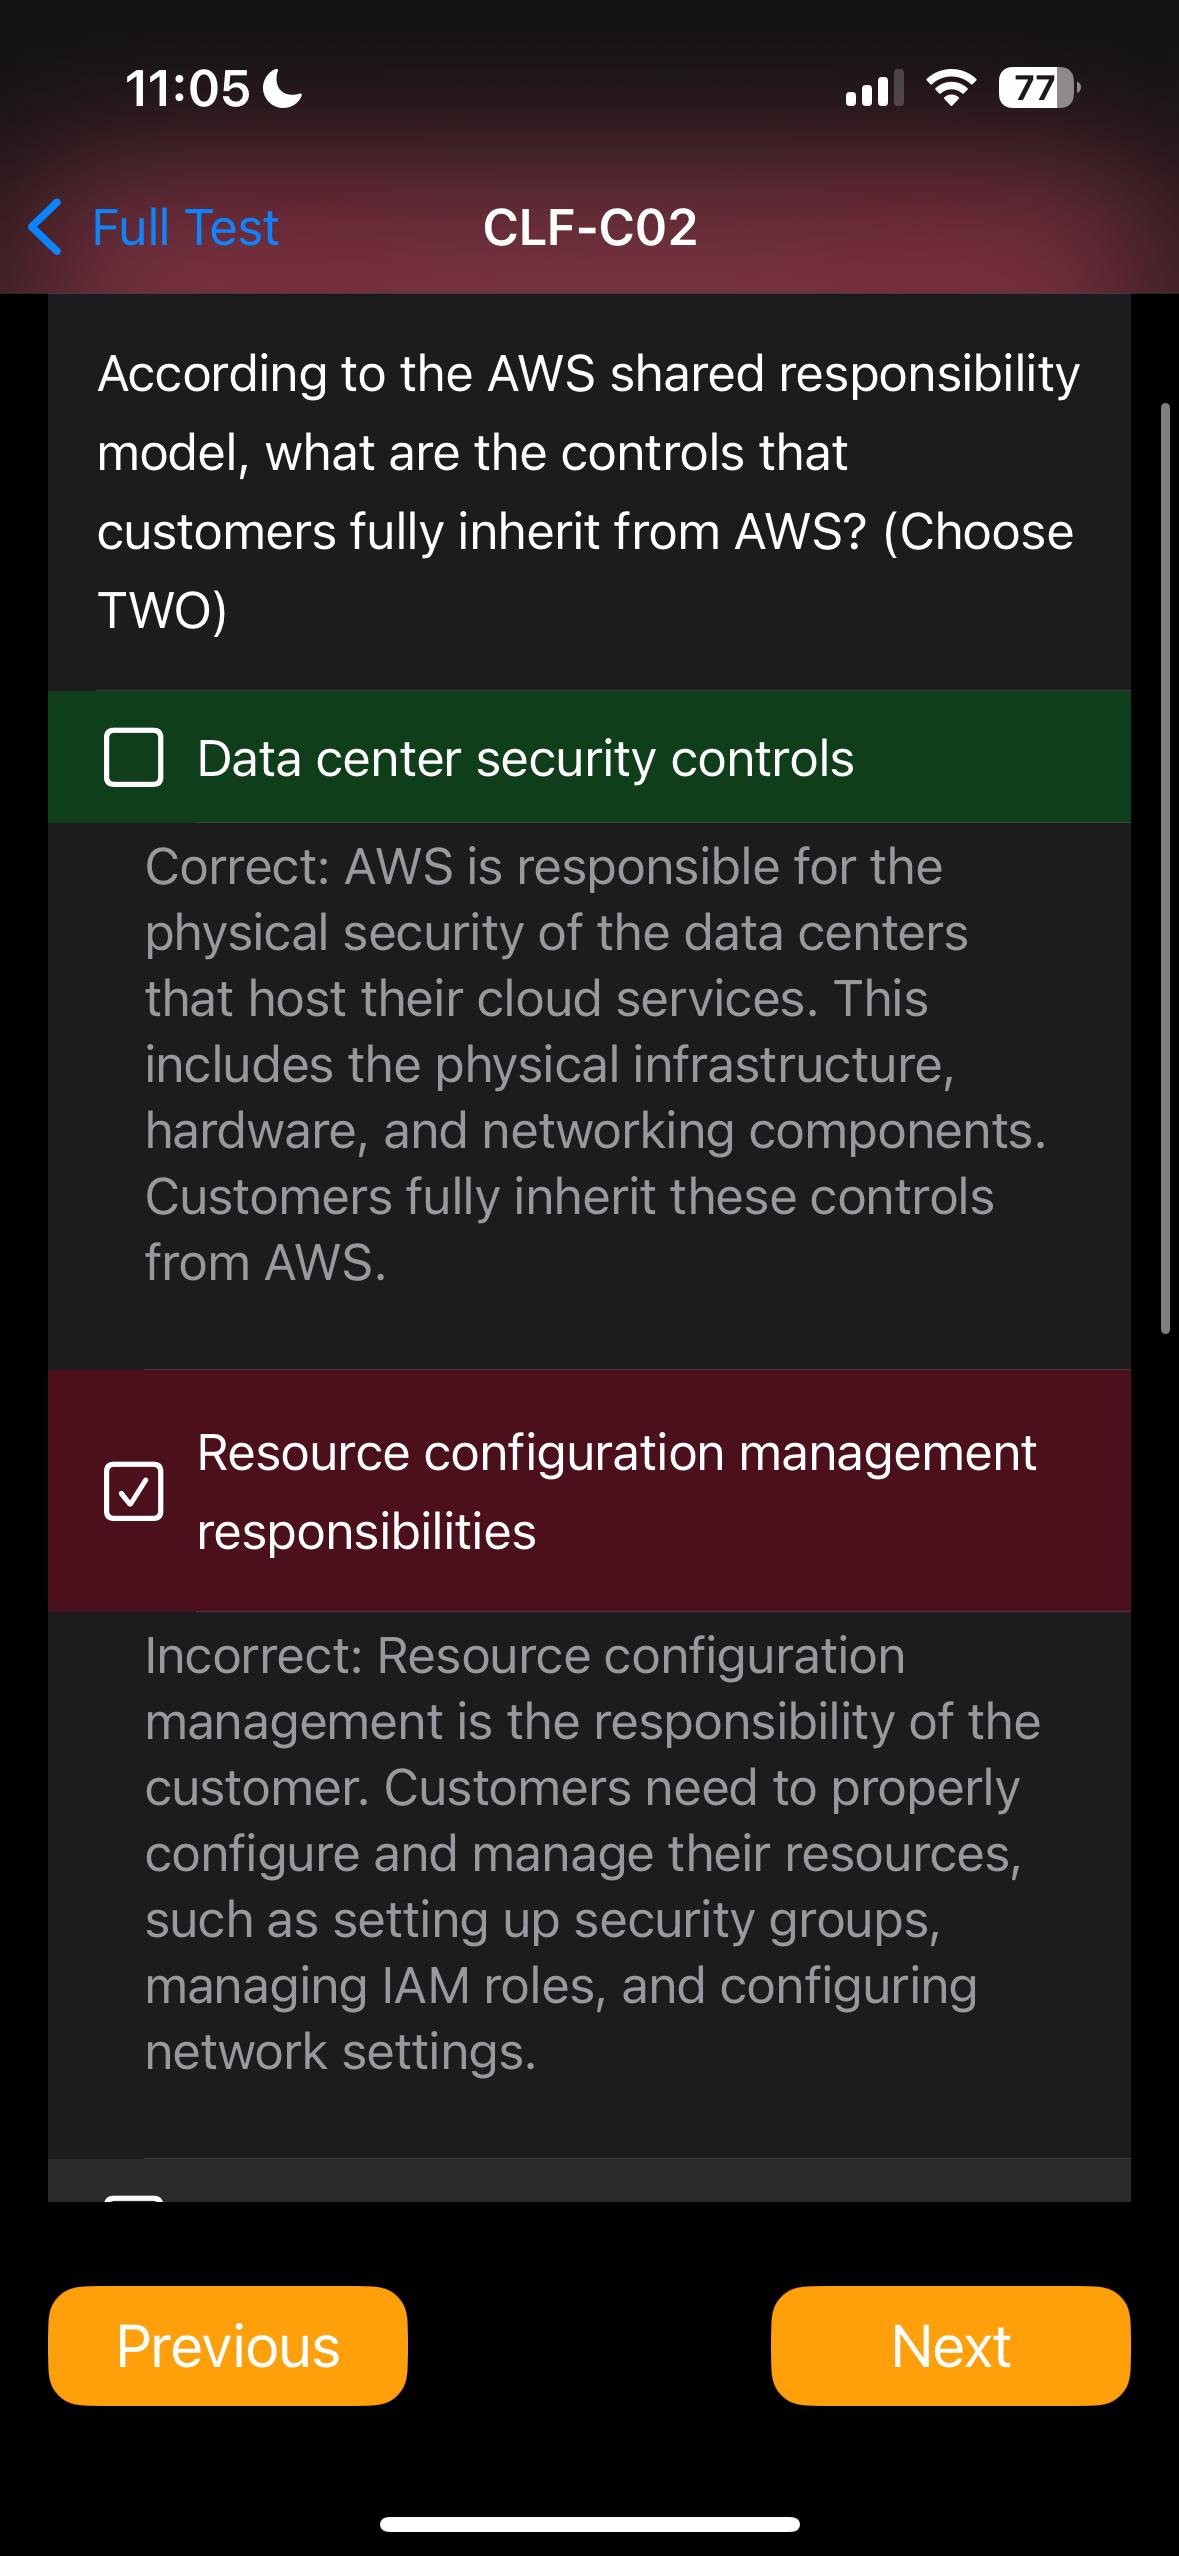 11:05
77
Full Test
CLF-C02
According to the AWS shared responsibility
model, what are the controls that
customers fully inherit from AWS? (Choose
TWO)
Data center security controls
Correct: AWS is responsible for the
physical security of the data centers
that host their cloud services. This
includes the physical infrastructure,
hardware, and networking components.
Customers fully inherit these controls
from AWS.
Resource configuration management
responsibilities
Incorrect: Resource configuration
management is the responsibility of the
customer. Customers need to properly
configure and manage their resources,
such as setting up security groups,
managing IAM roles, and configuring
network settings.
Previous
Next